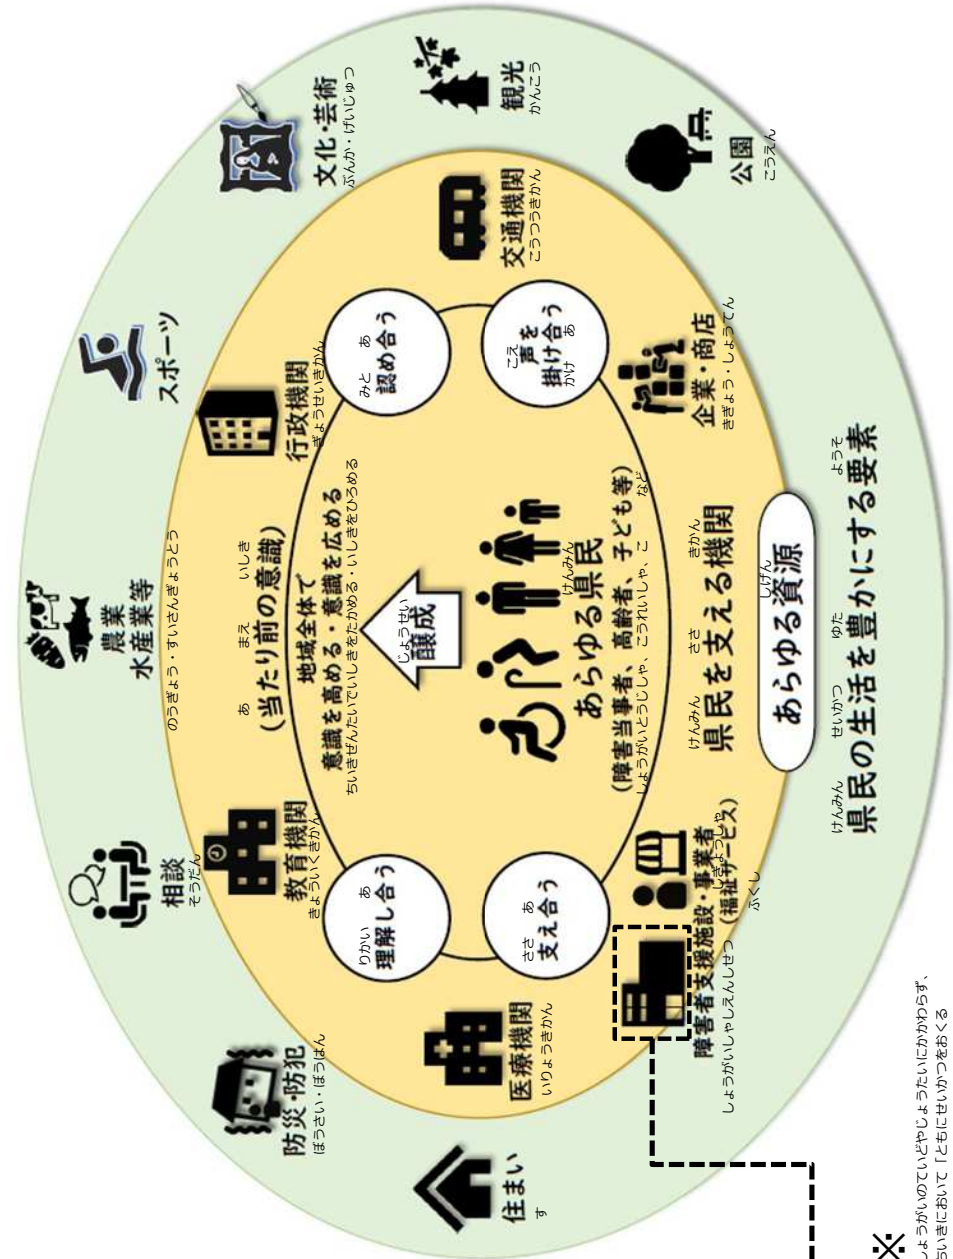 農業
水産業等
のうぎょう・すいさんぎょうとう
相談
そうだん
スポーツ
防災・防犯
ぼうさい・ぼうはん
文化・芸術
ぶんか・げいじゅつ
住まい
す
観光
かんこう
公園
こうえん
教育機関
きょういくきかん
行政機関
ぎょうせいきかん
医療機関
いりょうきかん
交通機関
こうつうきかん
あ　まえ　いしき
（当たり前の意識）
地域全体で
意識を高める・意識を広める
ちいきぜんたいでいしきをたかめる・いしきをひろめる
りかい　あ
理解し合う
みと　あ
認め合う
ささ　あ
支え合う
こえ
声を
掛け合う
かけ　あ
じょうせい
醸成
けんみん
あらゆる県民
（障害当事者、高齢者、子ども等）
しょうがいとうじしゃ、こうれいしゃ、こ　など
障害者支援施設・事業者
（福祉サービス）
しょうがいしゃしえんしせつ
じぎょうしゃ
ふくし
企業・商店
きぎょう・しょうてん
けんみん　ささ　きかん
県民を支える機関
しげん
あらゆる資源
けんみん　せいかつ　ゆた　ようそ
県民の生活を豊かにする要素
※
しょうがいのていどやじょうたいにかかわらず、
ちいきにおいて「ともにせいかつをおくる